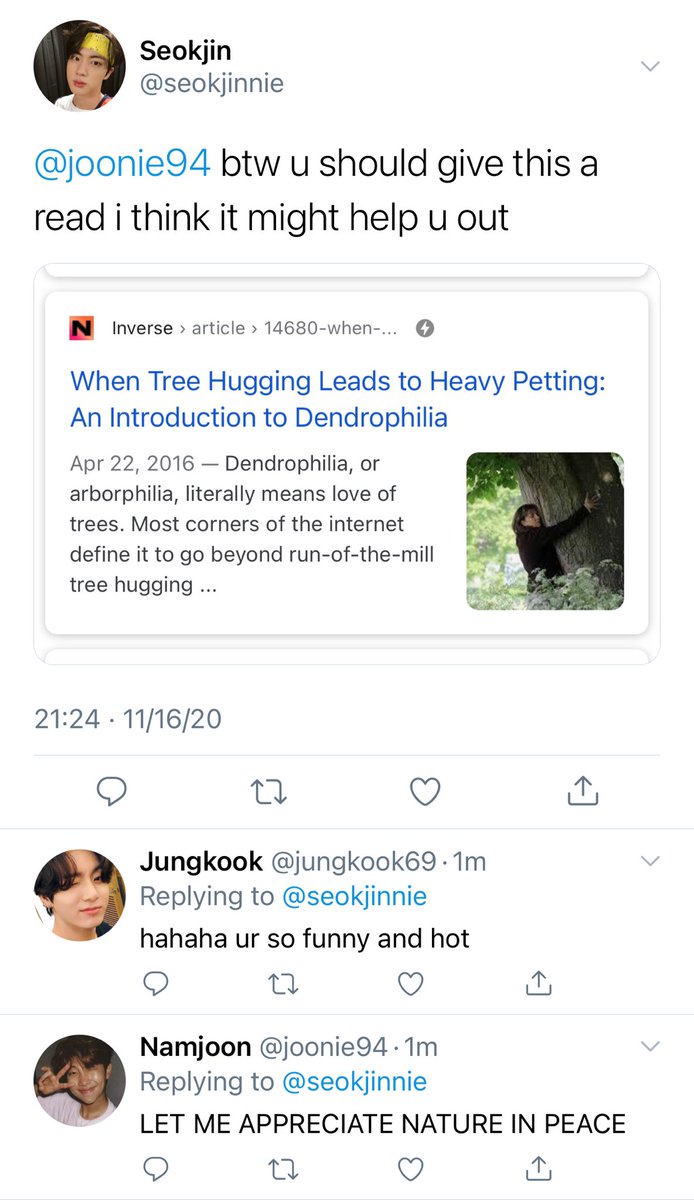 Seokjin
@seokjinnie
@joonie94 btw u should give this a
read i think it might help u out
N Inverse › article › 14680-when-...
When Tree Hugging Leads to Heavy Petting:
An Introduction to Dendrophilia
Apr 22, 2016 — Dendrophilia, or
arborphilia, literally means love of
trees. Most corners of the internet
define it to go beyond run-of-the-mill
tree hugging ...
21:24 · 11/16/20
Jungkook @jungkook69 · 1m
Replying to @seokjinnie
hahaha ur so funny and hot
Namjoon @joonie94 · 1m
Replying to @seokjinnie
LET ME APPRECIATE NATURE IN PEACE